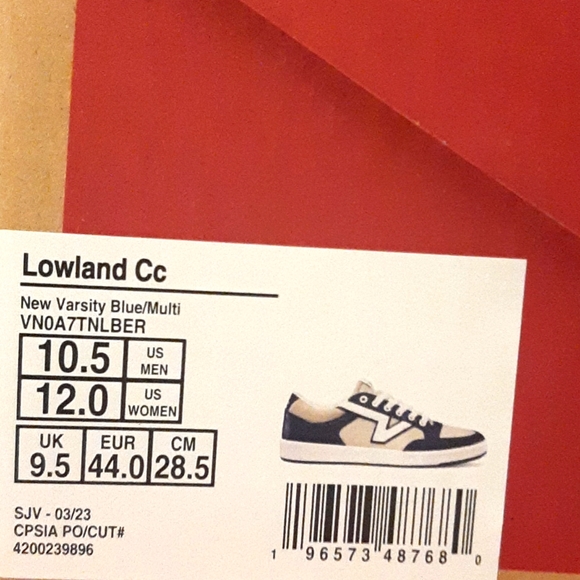 Lowland Cc
New Varsity Blue/Multi
VN0A7TNLBER
10.5 US MEN
12.0 US WOMEN
UK EUR CM
9.5 44.0 28.5
SJV - 03/23
CPSIA PO/CUT#
4200239896
1 96573 48768 0